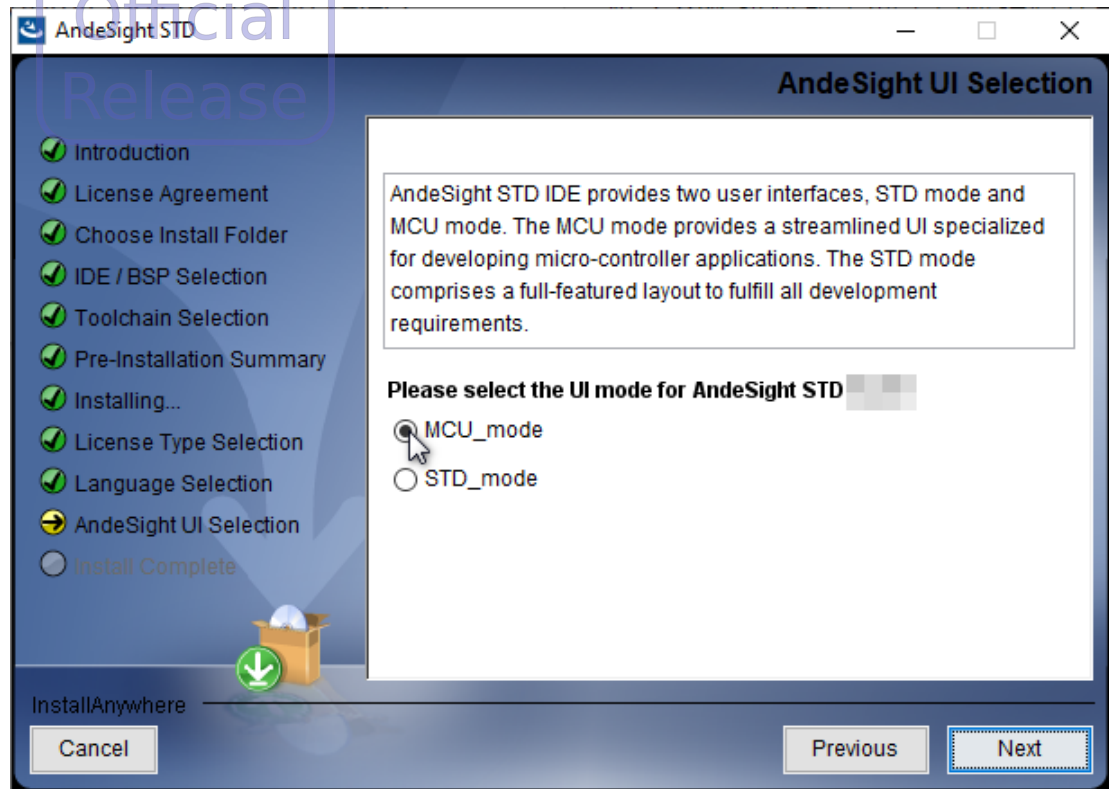 Official
Release
AndeSight STD
AndeSight UI Selection
Introduction
License Agreement
Choose Install Folder
IDE / BSP Selection
Toolchain Selection
Pre-Installation Summary
Installing...
License Type Selection
Language Selection
AndeSight UI Selection
Install Complete
AndeSight STD IDE provides two user interfaces, STD mode and
MCU mode. The MCU mode provides a streamlined UI specialized
for developing micro-controller applications. The STD mode
comprises a full-featured layout to fulfill all development
requirements.
Please select the UI mode for AndeSight STD
MCU_mode
STD_mode
InstallAnywhere
Cancel
Previous
Next